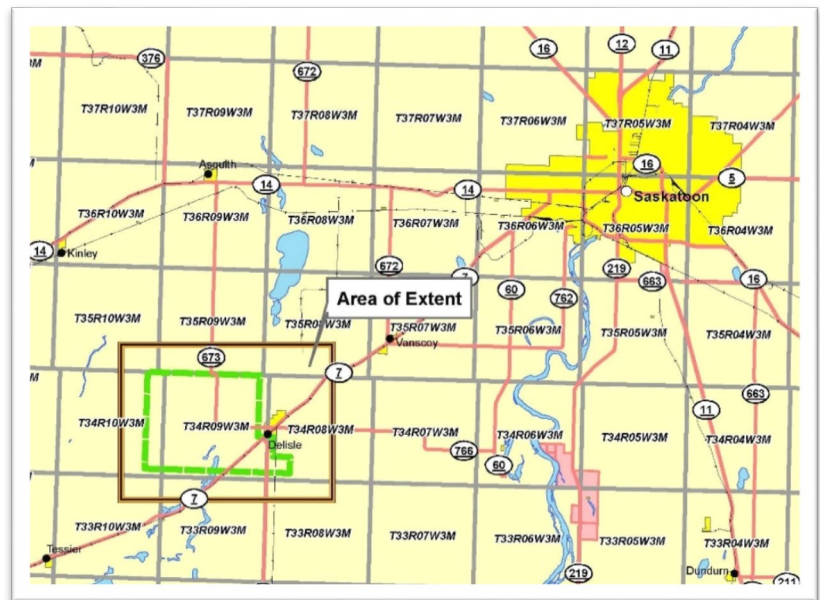 16
12
11
376
672
T37R10W3M
T37R09W3M
T37R08W3M
T37R07W3M
T37R06W3M
T37R05W3M
T37R04W3M
Asquith
16
5
14
14
Saskatoon
T36R10W3M
T36R09W3M
T36R08W3M
T36R07W3M
T36R06W3M
T36R05W3M
T36R04W3M
14
Kinley
672
7
219
663
16
60
762
Area of Extent
T35R10W3M
T35R09W3M
T35R08W3M
T35R07W3M
T35R06W3M
T35R05W3M
T35R04W3M
Vanscoy
673
7
663
11
T34R10W3M
T34R09W3M
T34R08W3M
T34R07W3M
T34R06W3M
T34R05W3M
T34R04W3M
Delisle
766
60
7
T33R10W3M
T33R09W3M
T33R08W3M
T33R07W3M
T33R06W3M
T33R05W3M
T33R04W3M
Tessier
219
Dundurn
211